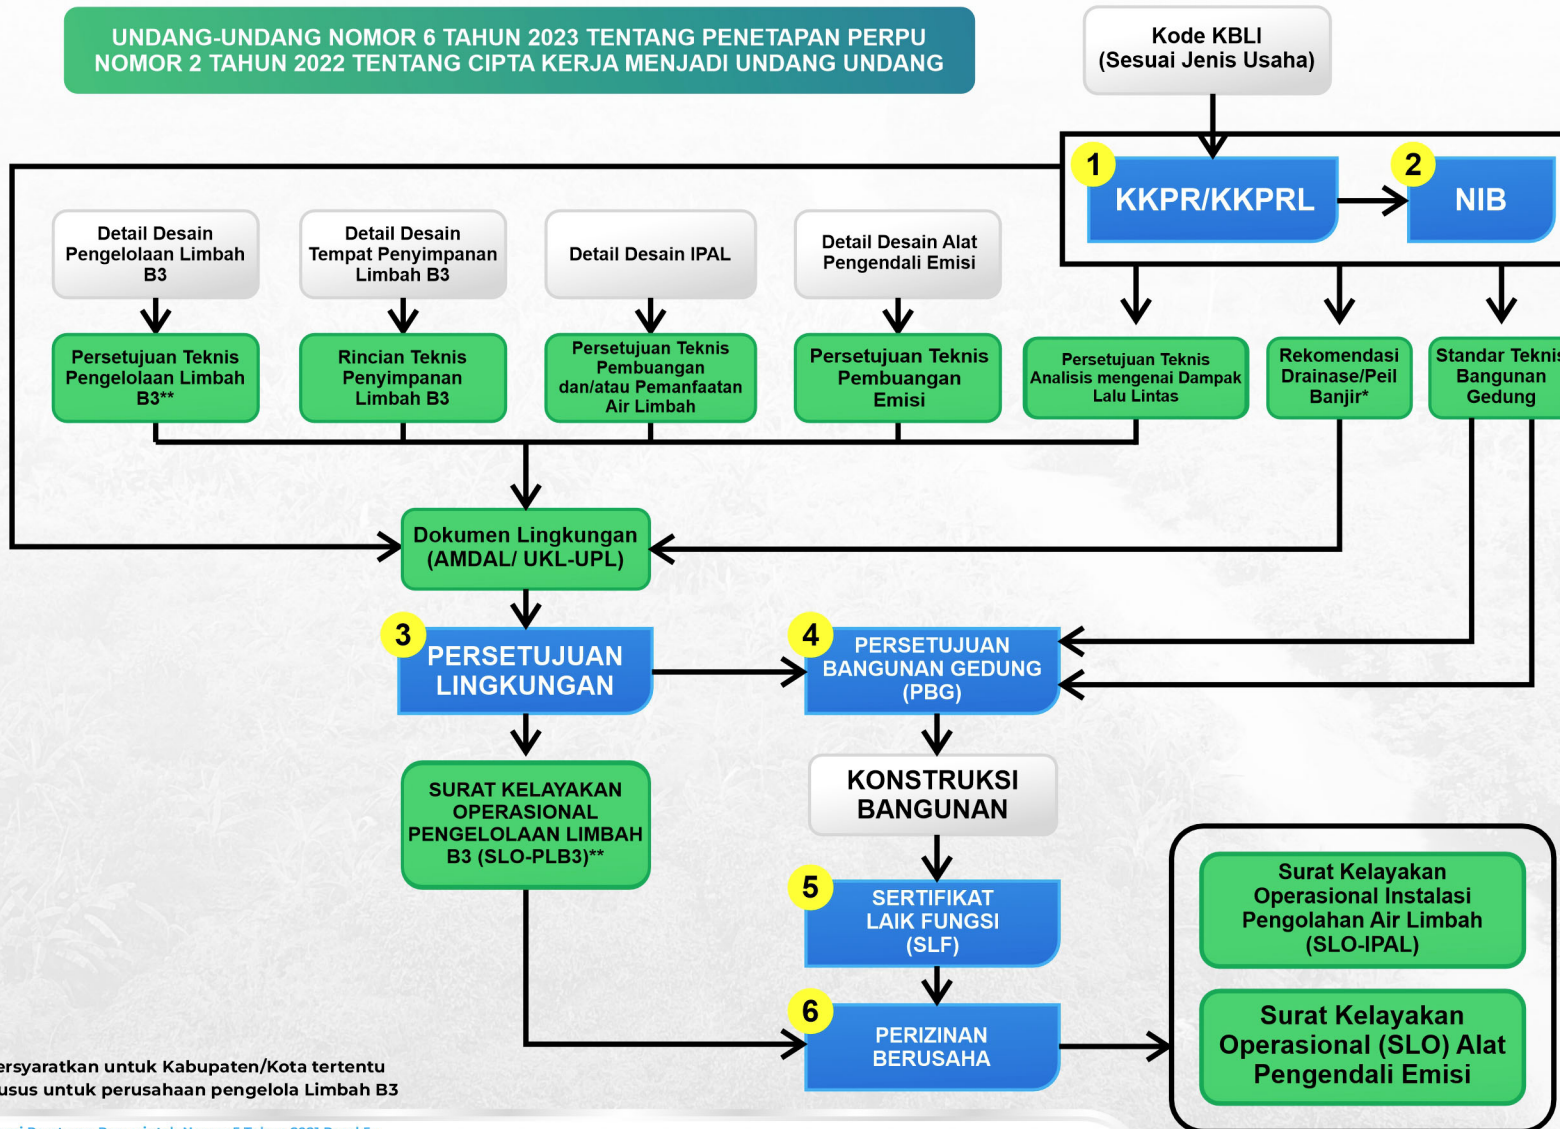 UNDANG-UNDANG NOMOR 6 TAHUN 2023 TENTANG PENETAPAN PERPU
NOMOR 2 TAHUN 2022 TENTANG CIPTA KERJA MENJADI UNDANG UNDANG
Kode KBLI
(Sesuai Jenis Usaha)
1
KKPR/KKPRL
2
NIB
Detail Desain
Pengelolaan Limbah
B3
Detail Desain
Tempat Penyimpanan
Limbah B3
Detail Desain IPAL
Detail Desain Alat
Pengendali Emisi
Persetujuan Teknis
Pengelolaan Limbah
B3**
Rincian Teknis
Penyimpanan
Limbah B3
Persetujuan Teknis
Pembuangan
dan/atau Pemanfaatan
Air Limbah
Persetujuan Teknis
Pembuangan
Emisi
Persetujuan Teknis
Analisis mengenai Dampak
Lalu Lintas
Rekomendasi
Drainase/Peil
Banjir*
Standar Teknis
Bangunan
Gedung
Dokumen Lingkungan
(AMDAL/ UKL-UPL)
3
PERSETUJUAN
LINGKUNGAN
4
PERSETUJUAN
BANGUNAN GEDUNG
(PBG)
SURAT KELAYAKAN
OPERASIONAL
PENGELOLAAN LIMBAH
B3 (SLO-PLB3)**
KONSTRUKSI
BANGUNAN
5
SERTIFIKAT
LAIK FUNGSI
(SLF)
6
PERIZINAN
BERUSAHA
Surat Kelayakan
Operasional Instalasi
Pengolahan Air Limbah
(SLO-IPAL)
Surat Kelayakan
Operasional (SLO) Alat
Pengendali Emisi
ersyaratkan untuk Kabupaten/Kota tertentu
usus untuk perusahaan pengelola Limbah B3